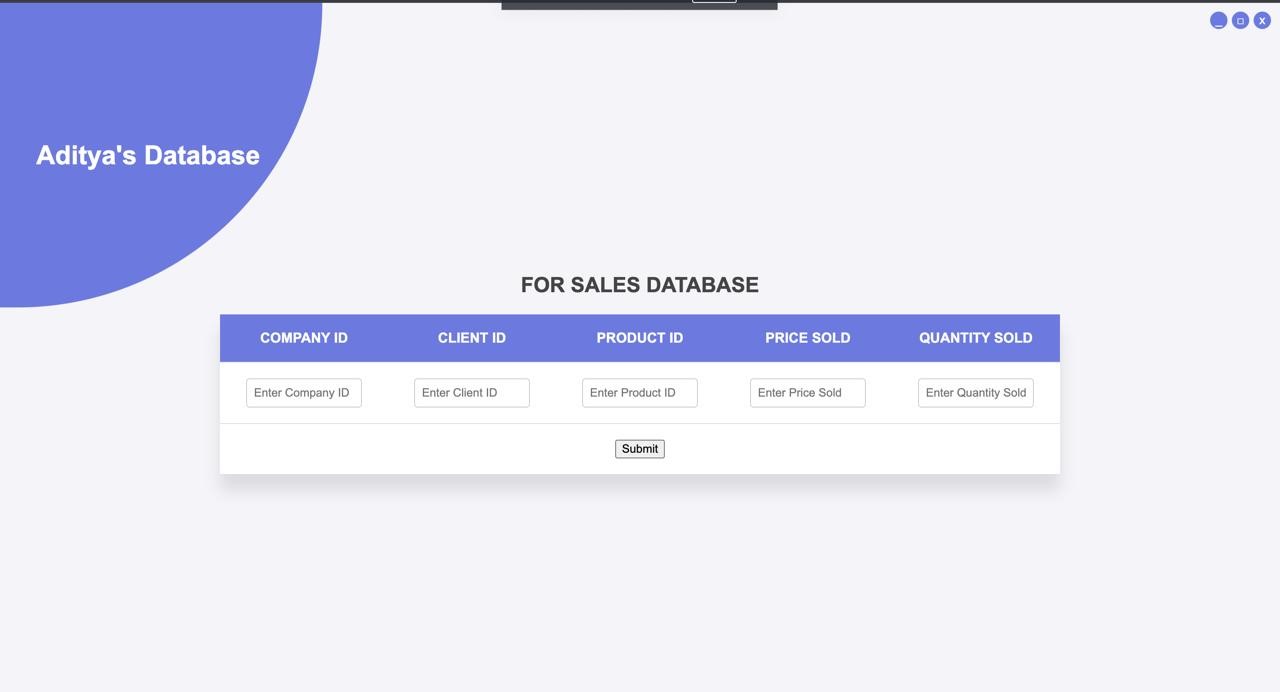 _ □ x
Aditya's Database
FOR SALES DATABASE
COMPANY ID CLIENT ID PRODUCT ID PRICE SOLD QUANTITY SOLD
Enter Company ID Enter Client ID Enter Product ID Enter Price Sold Enter Quantity Sold
Submit